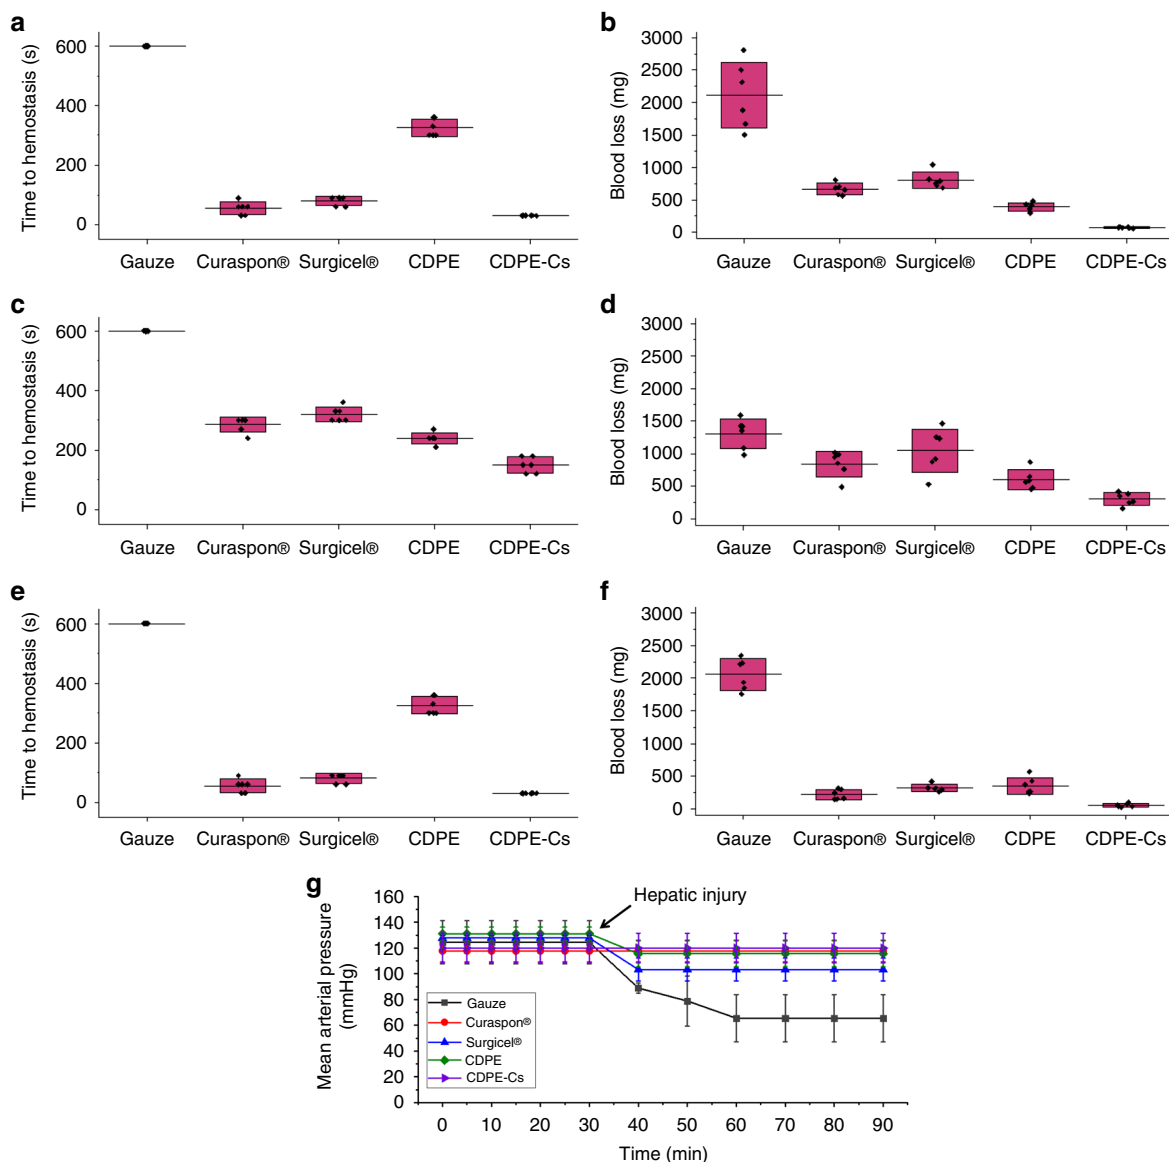 a
Time to hemostasis (s)
600
400
200
0
Gauze Curaspon® Surgicel® CDPE CDPE-Cs
b
Blood loss (mg)
3000
2500
2000
1500
1000
500
0
Gauze Curaspon® Surgicel® CDPE CDPE-Cs
c
Time to hemostasis (s)
600
400
200
0
Gauze Curaspon® Surgicel® CDPE CDPE-Cs
d
Blood loss (mg)
3000
2500
2000
1500
1000
500
0
Gauze Curaspon® Surgicel® CDPE CDPE-Cs
e
Time to hemostasis (s)
600
400
200
0
Gauze Curaspon® Surgicel® CDPE CDPE-Cs
f
Blood loss (mg)
3000
2500
2000
1500
1000
500
0
Gauze Curaspon® Surgicel® CDPE CDPE-Cs
g
Mean arterial pressure
(mmHg)
160
140
120
100
80
60
40
20
0
Hepatic injury
Gauze
Curaspon®
Surgicel®
CDPE
CDPE-Cs
0 10 20 30 40 50 60 70 80 90
Time (min)